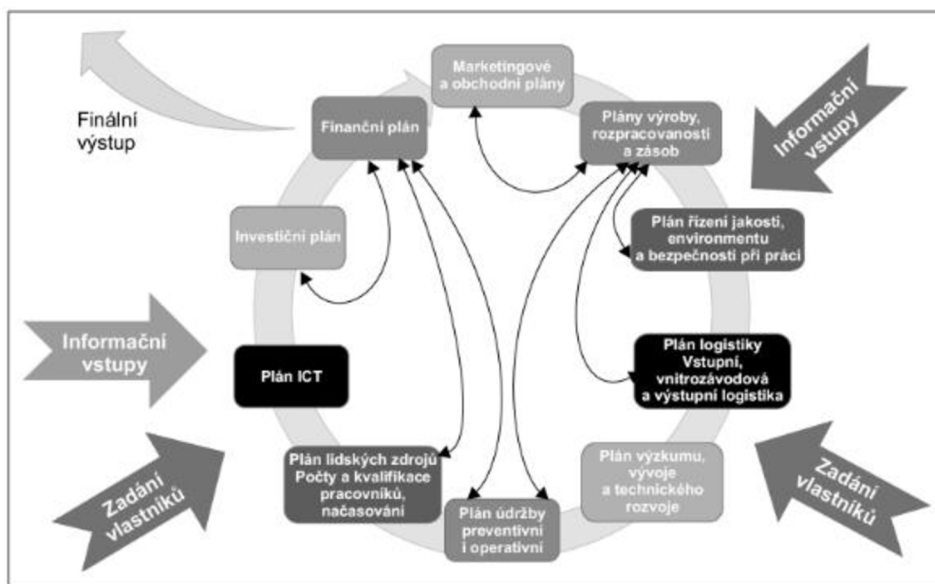 Marketingové
a obchodní plány
Finální
výstup
Finanční plán
Plány výroby,
rozpracovanosti
a zásob
Informační
vstupy
Investiční plán
Plán řízení jakosti,
environmentu
a bezpečnosti při práci
Informační
vstupy
Plán ICT
Plán logistiky
Vstupní,
vnitrozávodová
a výstupní logistika
Zadání
vlastníků
Plán lidských zdrojů
Počty a kvalifikace
pracovníků,
načasování
Plán údržby
preventivní
i operativní
Plán výzkumu,
vývoje
a technického
rozvoje
Zadání
vlastníků